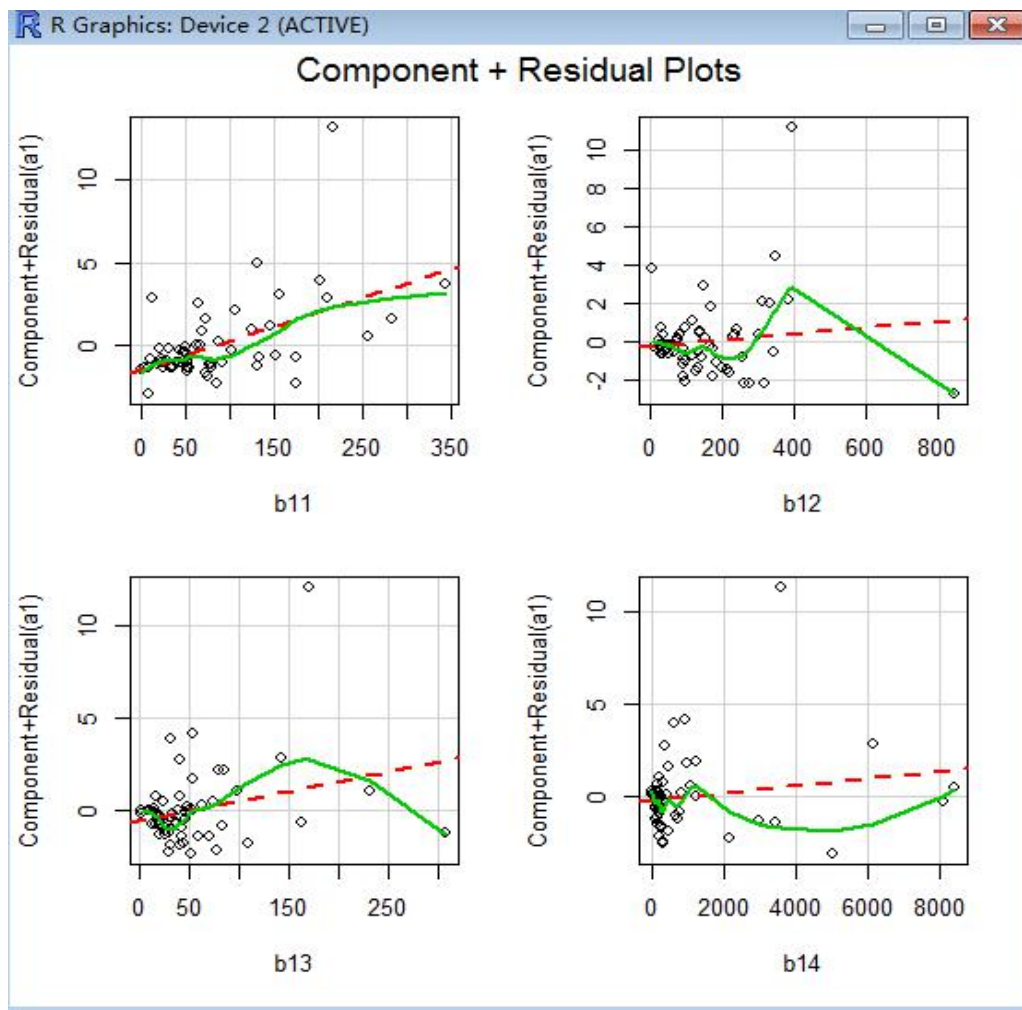 R R Graphics: Device 2 (ACTIVE)
Component + Residual Plots
Component+Residual(a1)
10
5
0
0 50 150 250 350
b11
Component+Residual(a1)
10
8
6
4
2
0
-2
0 200 400 600 800
b12
Component+Residual(a1)
10
5
0
0 50 150 250
b13
Component+Residual(a1)
10
5
0
0 2000 4000 6000 8000
b14